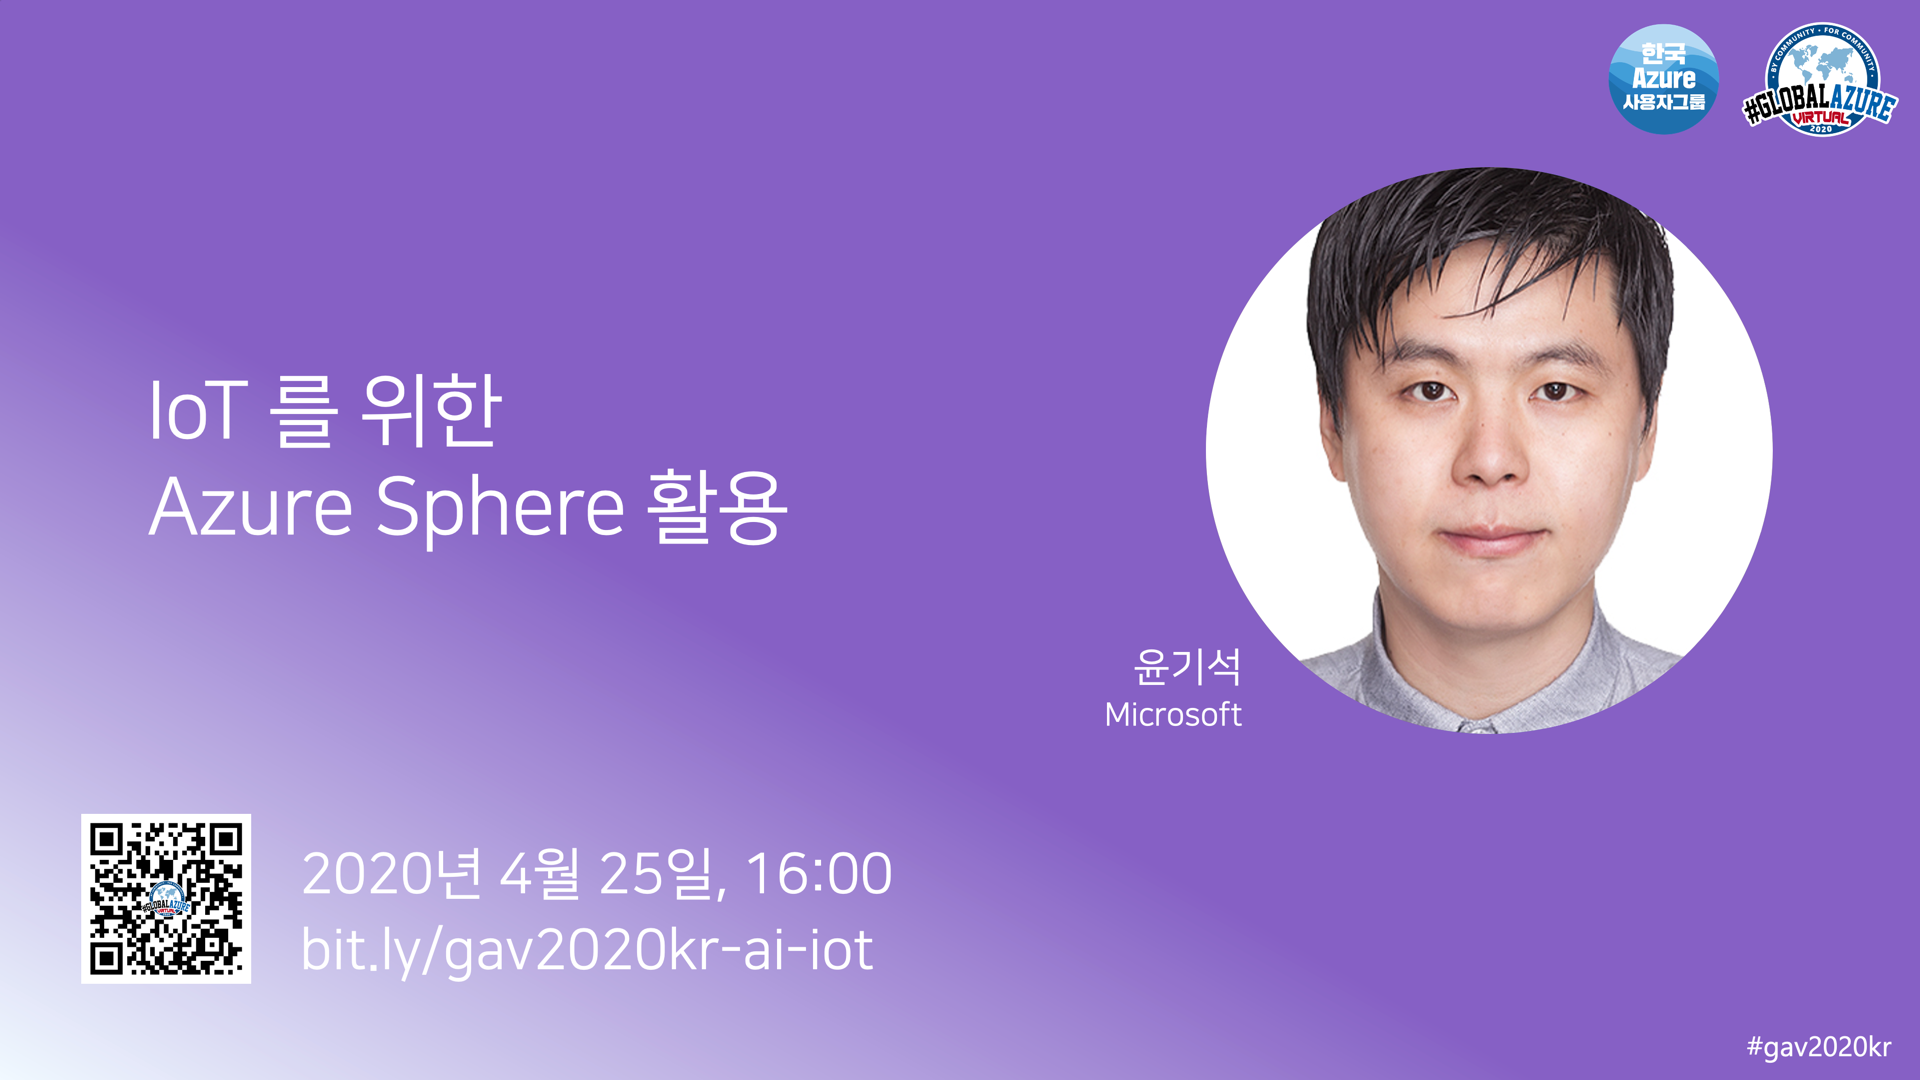 한국
Azure
사용자그룹
BY COMMUNITY • FOR COMMUNITY
#GLOBALAZURE
VIRTUAL
2020
IoT 를 위한
Azure Sphere 활용
윤기석
Microsoft
#GLOBALAZURE
VIRTUAL
2020년 4월 25일, 16:00
bit.ly/gav2020kr-ai-iot
#gav2020kr